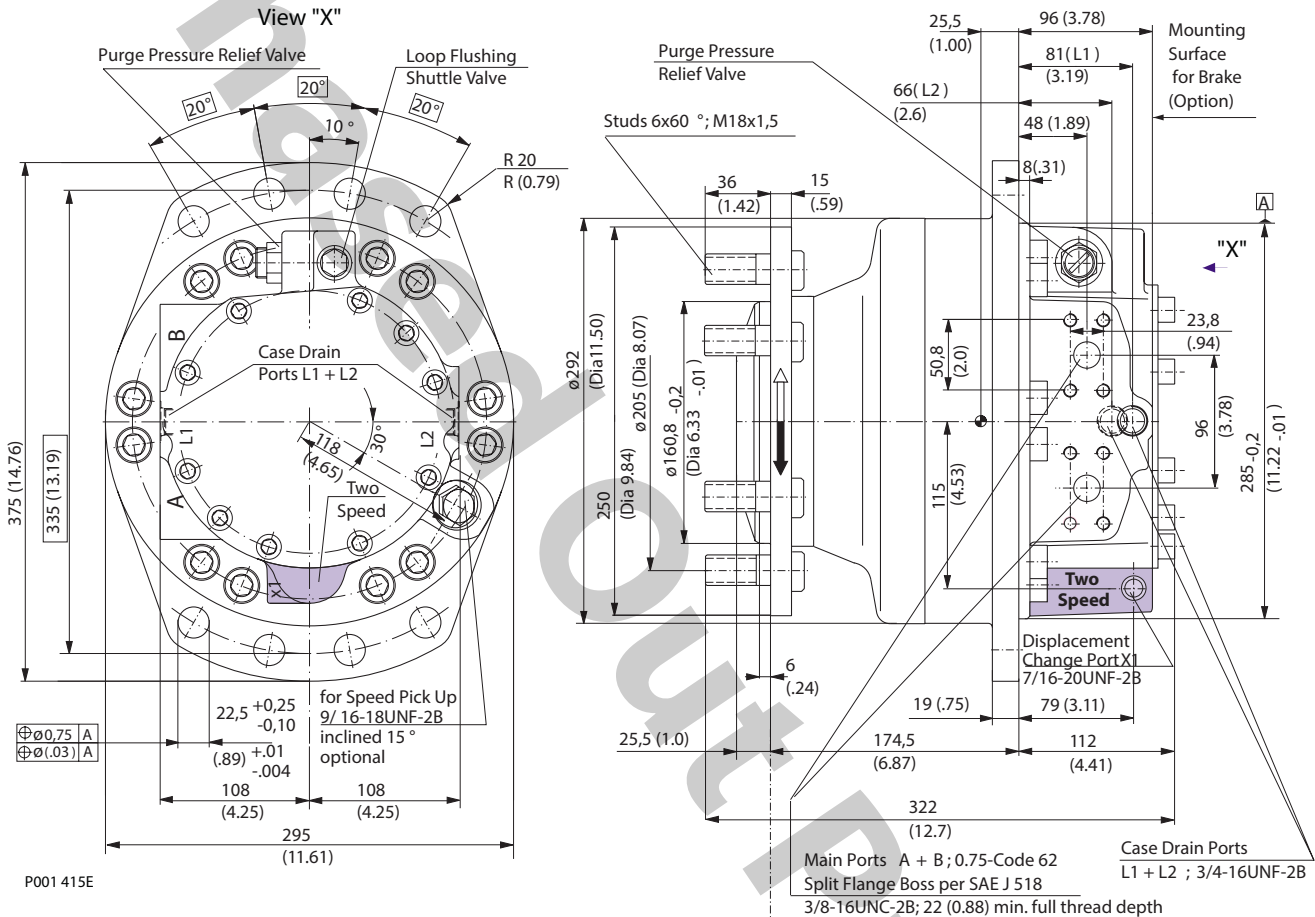 View "X"
Purge Pressure Relief Valve
Loop Flushing
Shuttle Valve
20°
20°
20°
10 °
R 20
R (0.79)
375 (14.76)
335 (13.19)
B
Case Drain
Ports L1 + L2
L1
L2
118
(4.65)
30°
A
Two
Speed
x1
22,5 +0,25
-0,10
(.89) +.01
-.004
ø0,75 A
ø(.03) A
for Speed Pick Up
9/ 16-18UNF-2B
inclined 15 °
optional
108
(4.25)
108
(4.25)
295
(11.61)
P001 415E
Purge Pressure
Relief Valve
Studs 6x60 °; M18x1,5
25,5
(1.00)
96 (3.78)
81(L1 )
(3.19)
66( L2 )
(2.6)
48 (1.89)
8(.31)
Mounting
Surface
for Brake
(Option)
A
"X"
36
(1.42)
15
(.59)
ø292
(Dia11.50)
250
(Dia 9.84)
ø205 (Dia 8.07)
ø160,8 -0,2
(Dia 6.33 -.01)
50,8
(2.0)
23,8
(.94)
96
(3.78)
115
(4.53)
285-0,2
(11.22 -.01 )
Two
Speed
Displacement
Change Port X1
7/16-20UNF-2B
6
(.24)
19 (.75)
79 (3.11)
25,5 (1.0)
174,5
(6.87)
112
(4.41)
322
(12.7)
Main Ports A + B ; 0.75-Code 62
Split Flange Boss per SAE J 518
3/8-16UNC-2B; 22 (0.88) min. full thread depth
Case Drain Ports
L1 + L2 ; 3/4-16UNF-2B
hased Out P